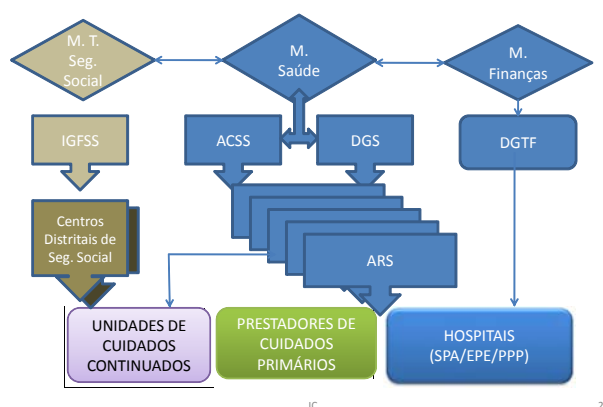 M. T.
Seg.
Social
M.
Saúde
M.
Finanças
IGFSS
ACSS
DGS
DGTF
Centros
Distritais de
Seg. Social
ARS
UNIDADES DE
CUIDADOS
CONTINUADOS
PRESTADORES DE
CUIDADOS
PRIMÁRIOS
HOSPITAIS
(SPA/EPE/PPP)
2